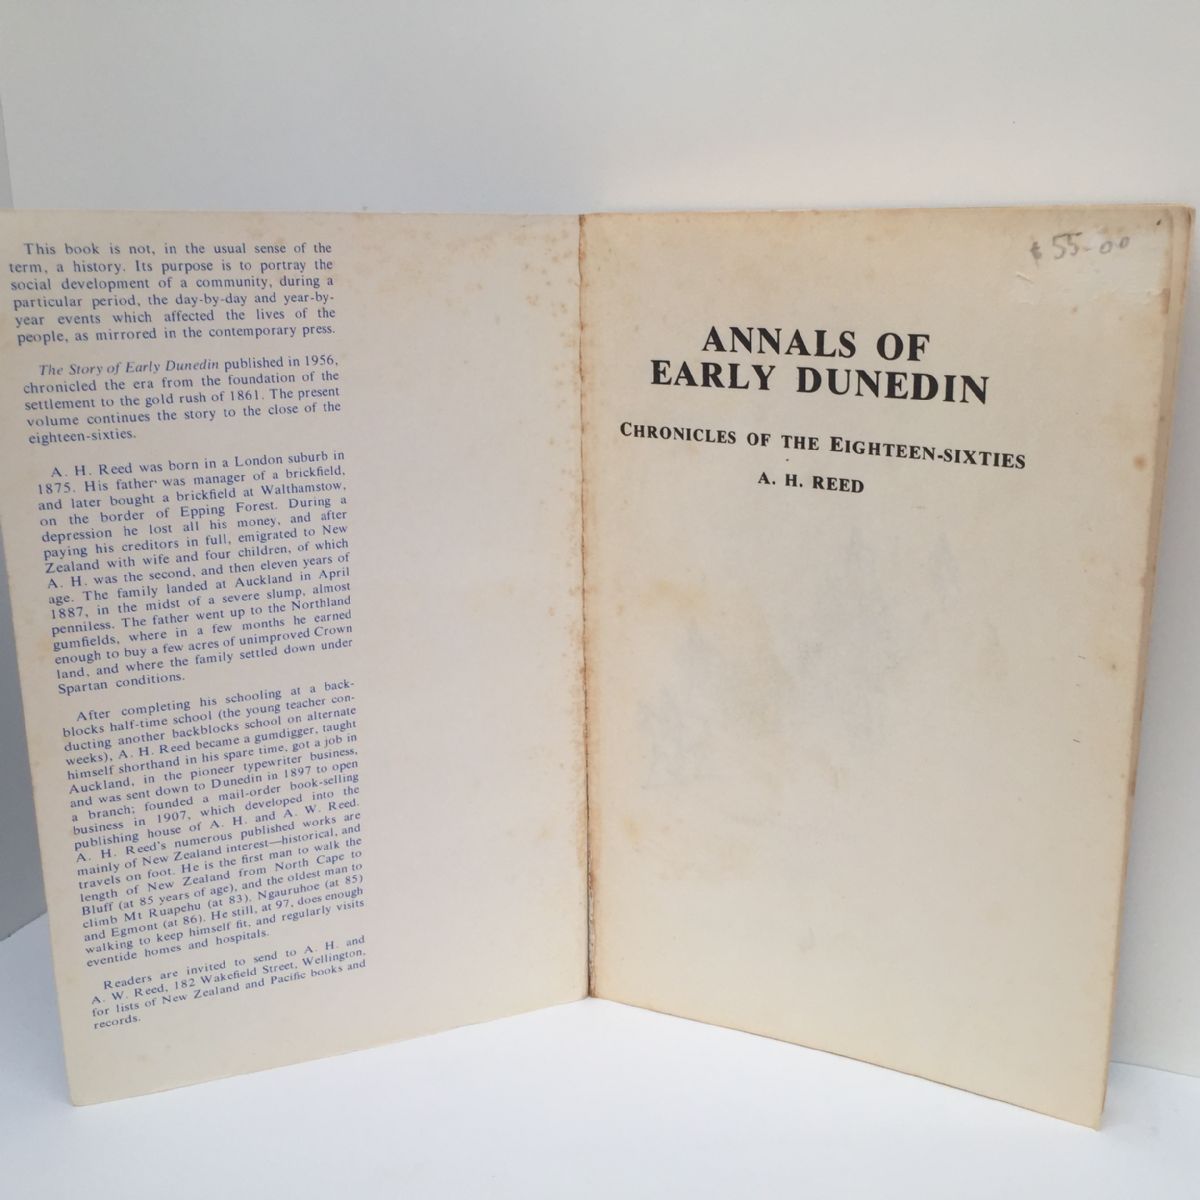 This book is not, in the usual sense of the
term, a history. Its purpose is to portray the
social development of a community, during a
particular period, the day-by-day and year-by-
year events which affected the lives of the
people, as mirrored in the contemporary press.
The Story of Early Dunedin published in 1956,
chronicled the era from the foundation of the
settlement to the gold rush of 1861. The present
volume continues the story to the close of the
eighteen-sixties.
A. H. Reed was born in a London suburb in
1875. His father was manager of a brickfield,
and later bought a brickfield at Walthamstow,
on the border of Epping Forest. During a
depression he lost all his money, and after
paying his creditors in full, emigrated to New
Zealand with wife and four children, of which
A. H. was the second, and then eleven years of
age. The family landed at Auckland in April
1887, in the midst of a severe slump, almost
penniless. The father went up to the Northland
gumfields, where in a few months he earned
enough to buy a few acres of unimproved Crown
land, and where the family settled down under
Spartan conditions.
After completing his schooling at a back-
blocks half-time school (the young teacher con-
ducting another backblocks school on alternate
weeks), A. H. Reed became a gumdigger, taught
himself shorthand in his spare time, got a job in
Auckland, in the pioneer typewriter business,
and was sent down to Dunedin in 1897 to open
a branch; founded a mail-order book-selling
business in 1907, which developed into the
publishing house of A. H. and A. W. Reed.
A. H. Reed's numerous published works are
mainly of New Zealand interest—historical, and
travels on foot. He is the first man to walk the
length of New Zealand from North Cape to
Bluff (at 85 years of age), and the oldest man to
climb Mt Ruapehu (at 83), Ngauruhoe (at 85)
and Egmont (at 86). He still, at 97, does enough
walking to keep himself fit, and regularly visits
eventide homes and hospitals.
Readers are invited to send to A. H. and
A. W. Reed, 182 Wakefield Street, Wellington,
for lists of New Zealand and Pacific books and
records.
$55-00
ANNALS OF
EARLY DUNEDIN
CHRONICLES OF THE EIGHTEEN-SIXTIES
A. H. REED